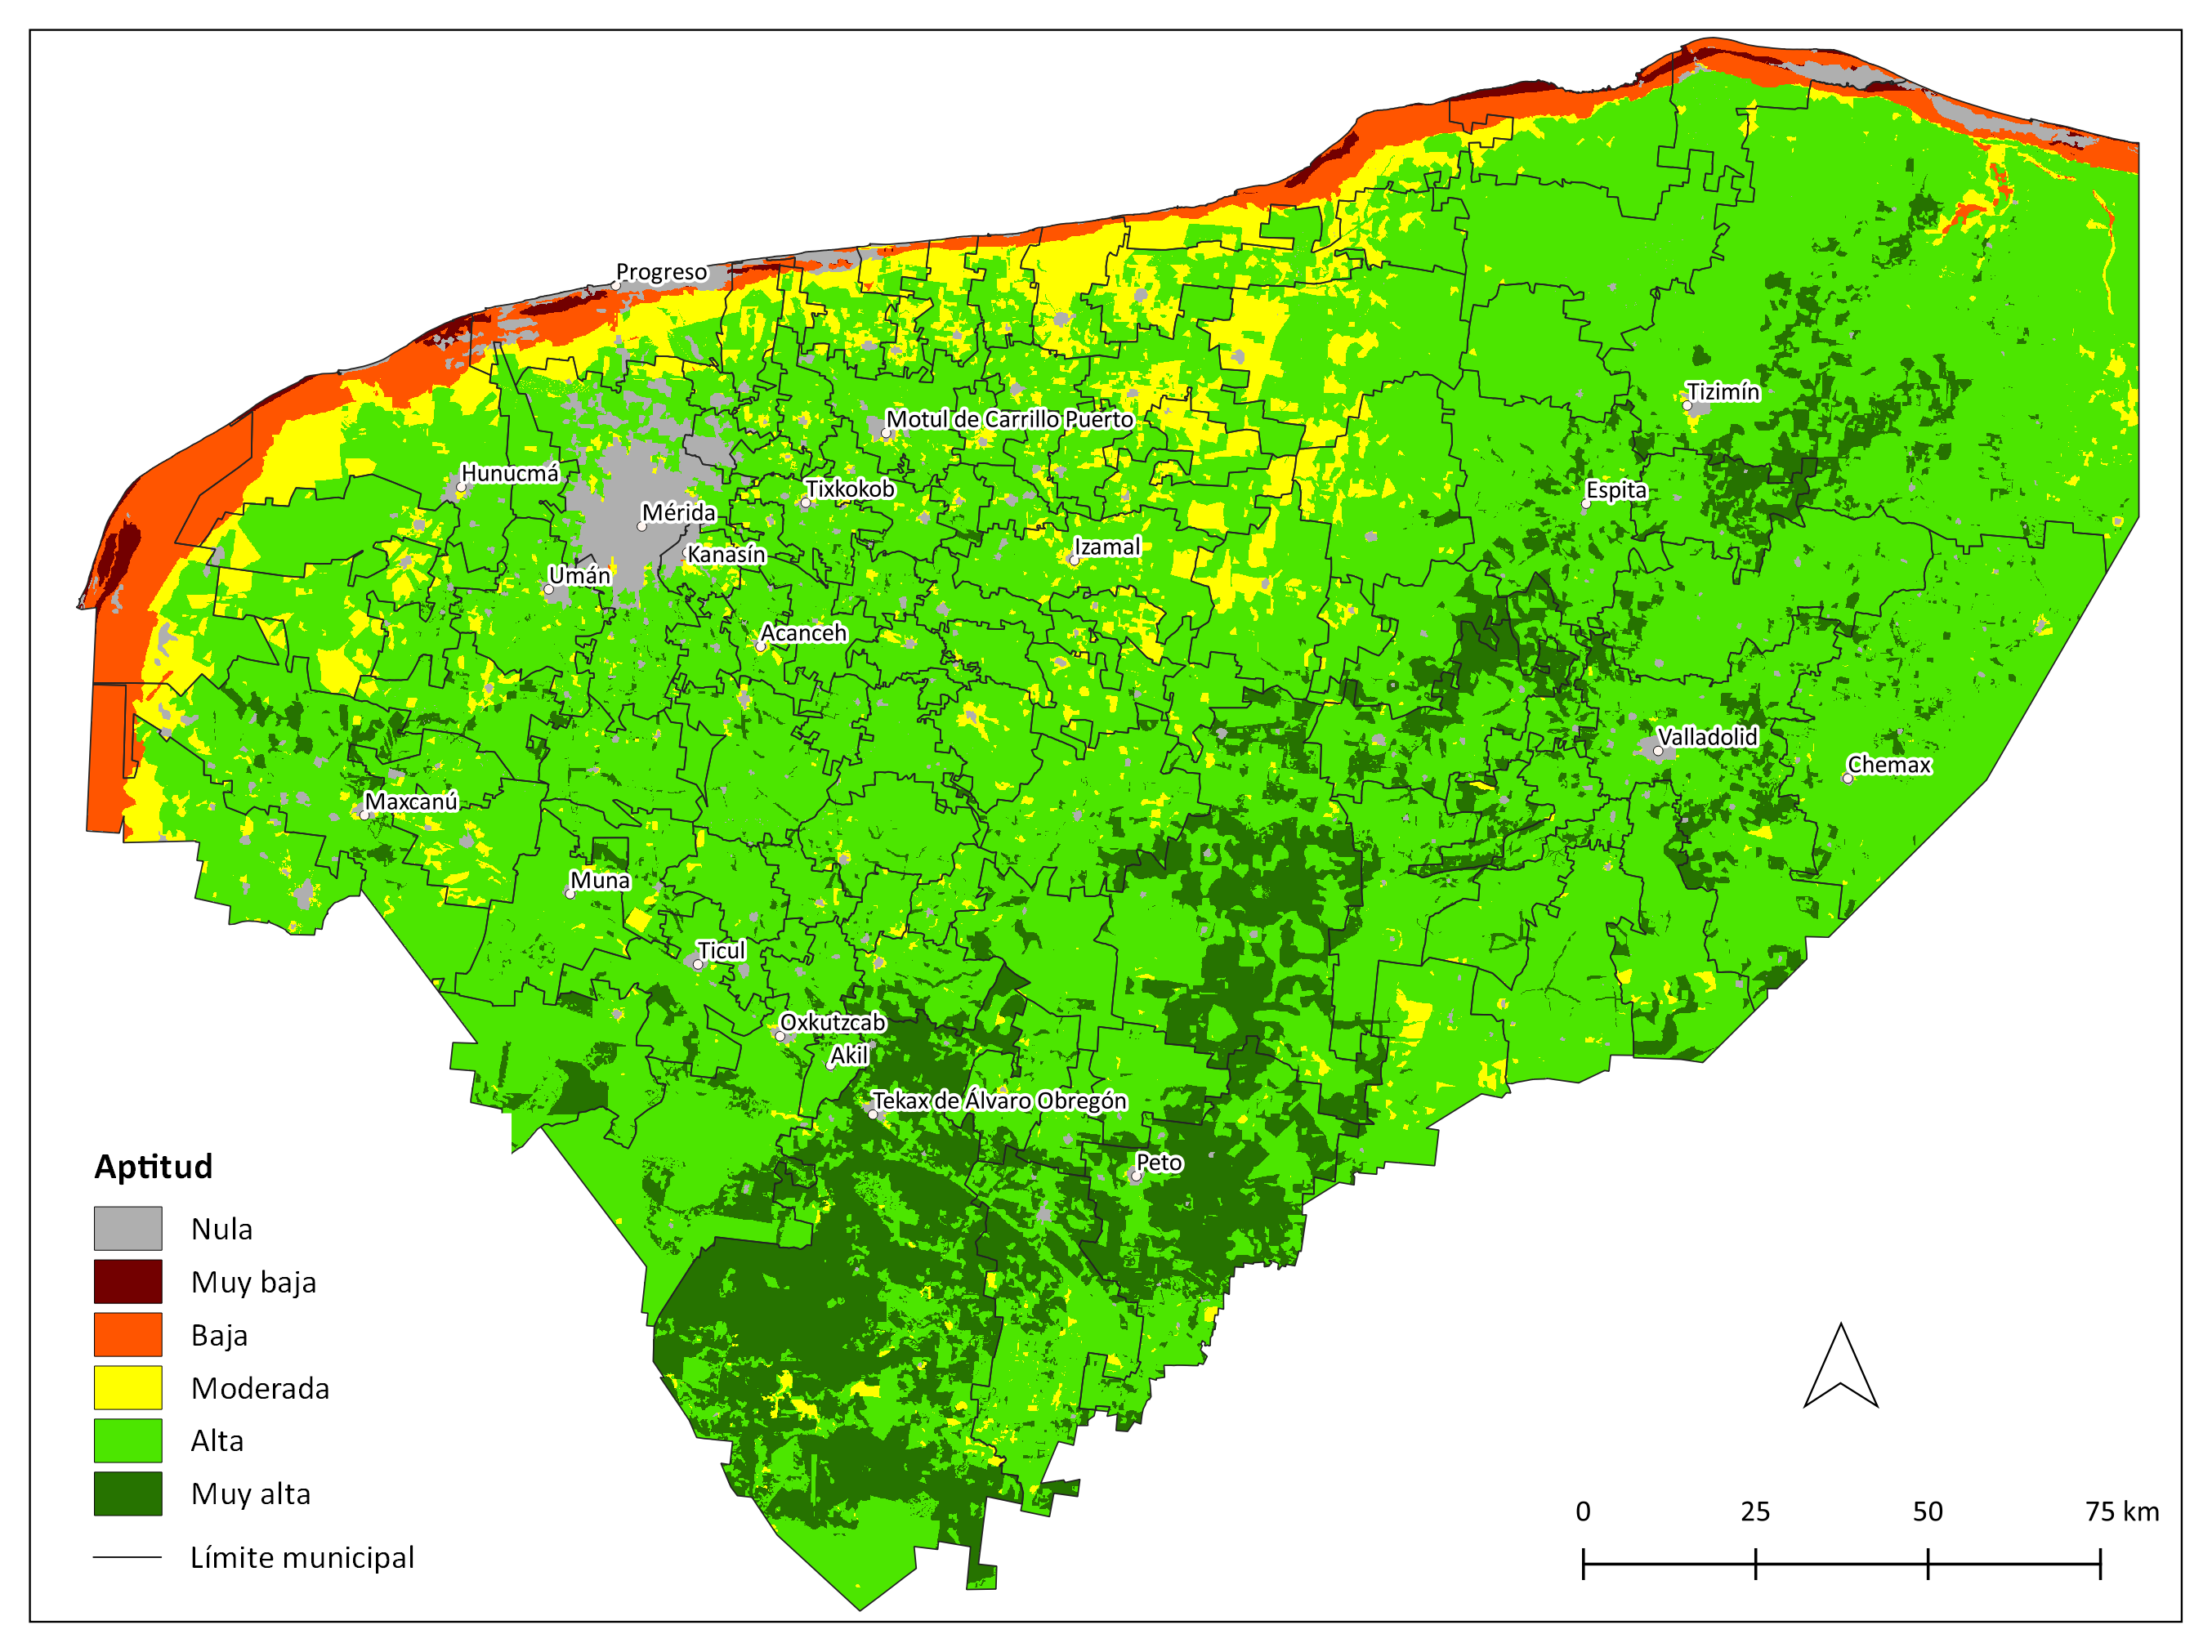 Progreso
Tizimín
Motul de Carrillo Puerto
Hunucmá
Tixkokob
Espita
Mérida
Kanasín
Izamal
Umán
Acanceh
Valladolid
Chemax
Maxcanú
Muna
Ticul
Oxkutzcab
Akil
Tekax de Álvaro Obregón
Peto
Aptitud
Nula
Muy baja
Baja
Moderada
Alta
Muy alta
Límite municipal
0 25 50 75 km